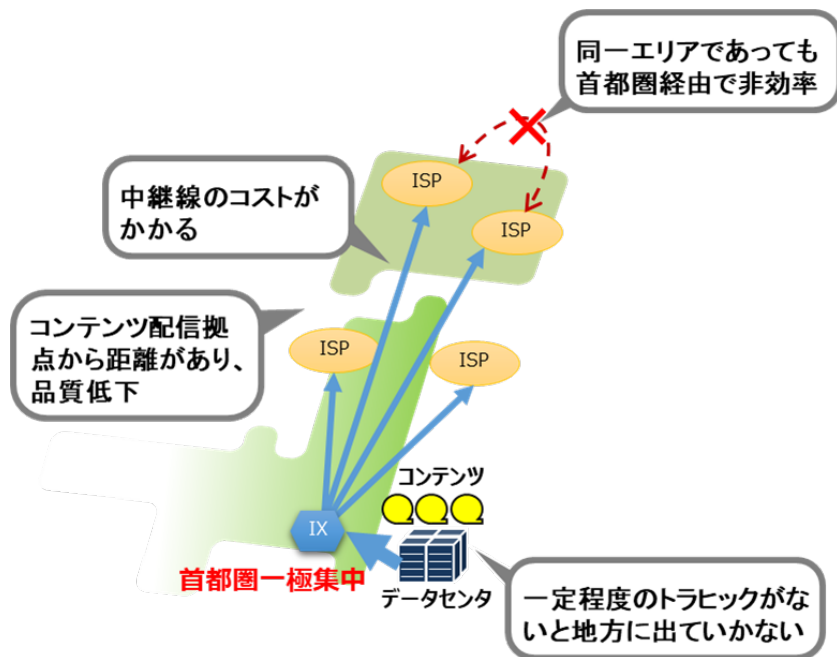 同一エリアであっても
首都圏経由で非効率
中継線のコストが
かかる
ISP
ISP
コンテンツ配信拠
点から距離があり、
品質低下
ISP
ISP
コンテンツ
IX
首都圏一極集中
データセンタ
一定程度のトラヒックがな
いと地方に出ていかない